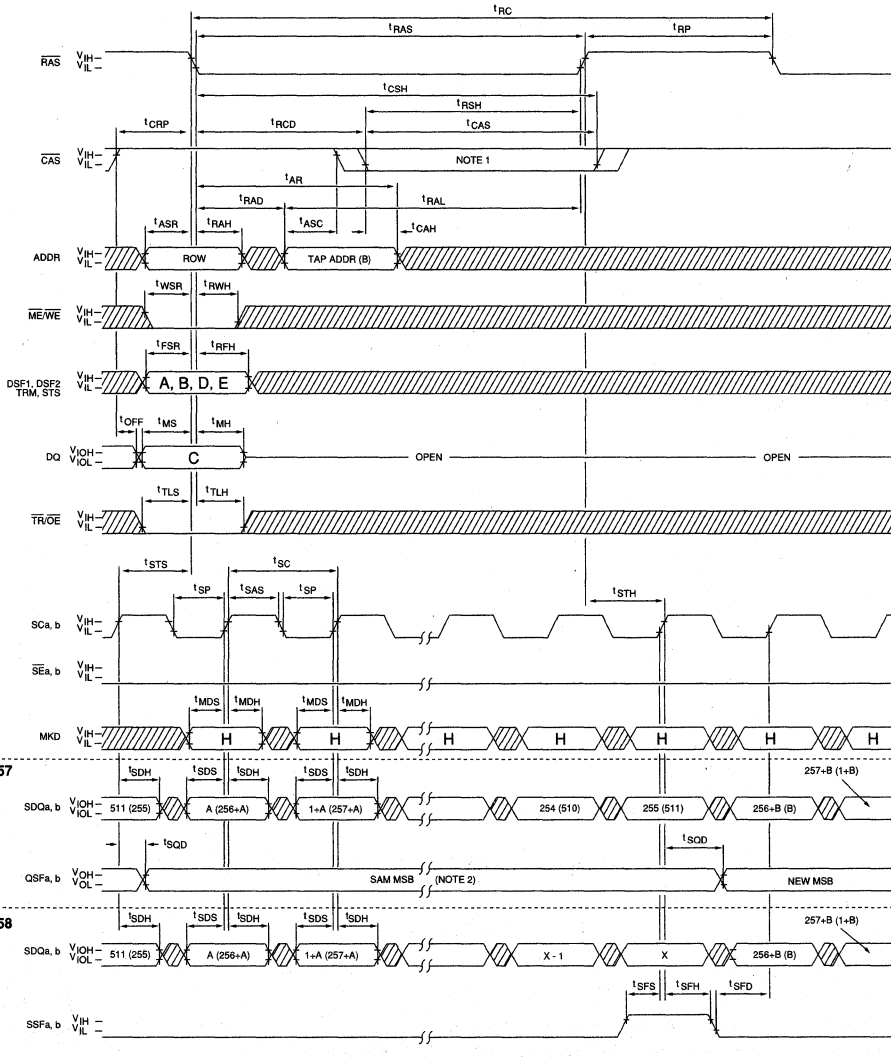 tRC
tRAS
tRP
RAS VIH VIL
tCSH
tRSH
tCRP
tRCD
tCAS
CAS VIH VIL NOTE 1
tAR
tRAD
tRAL
tASR tRAH tASC tCAH
ADDR VIH VIL ROW TAP ADDR (B)
tWSR tRWH
ME/WE VIH VIL
tFSR tRFH
DSF1, DSF2
TRM, STS VIH VIL A, B, D, E
tOFF tMS tMH
DQ VIOH VIOL C OPEN OPEN
tTLS tTLH
TR/OE VIH VIL
tSTS tSC
tSP tSAS tSP tSTH
SCa, b VIH VIL
SEa, b VIH VIL
tMDS tMDH tMDS tMDH
MKD VIH VIL H H H H H H H
57
tSDH tSDS tSDH tSDS tSDH 257+B (1+B)
SDQa, b VIOH VIOL 511 (255) A (256+A) 1+A (257+A) 254 (510) 255 (511) 256+B (B)
tSQD tSQD
QSFa, b VOH VOL SAM MSB (NOTE 2) NEW MSB
58
tSDH tSDS tSDH tSDS tSDH 257+B (1+B)
SDQa, b VIOH VIOL 511 (255) A (256+A) 1+A (257+A) X - 1 X 256+B (B)
tSFS tSFH tSFD
SSFa, b VIH VIL